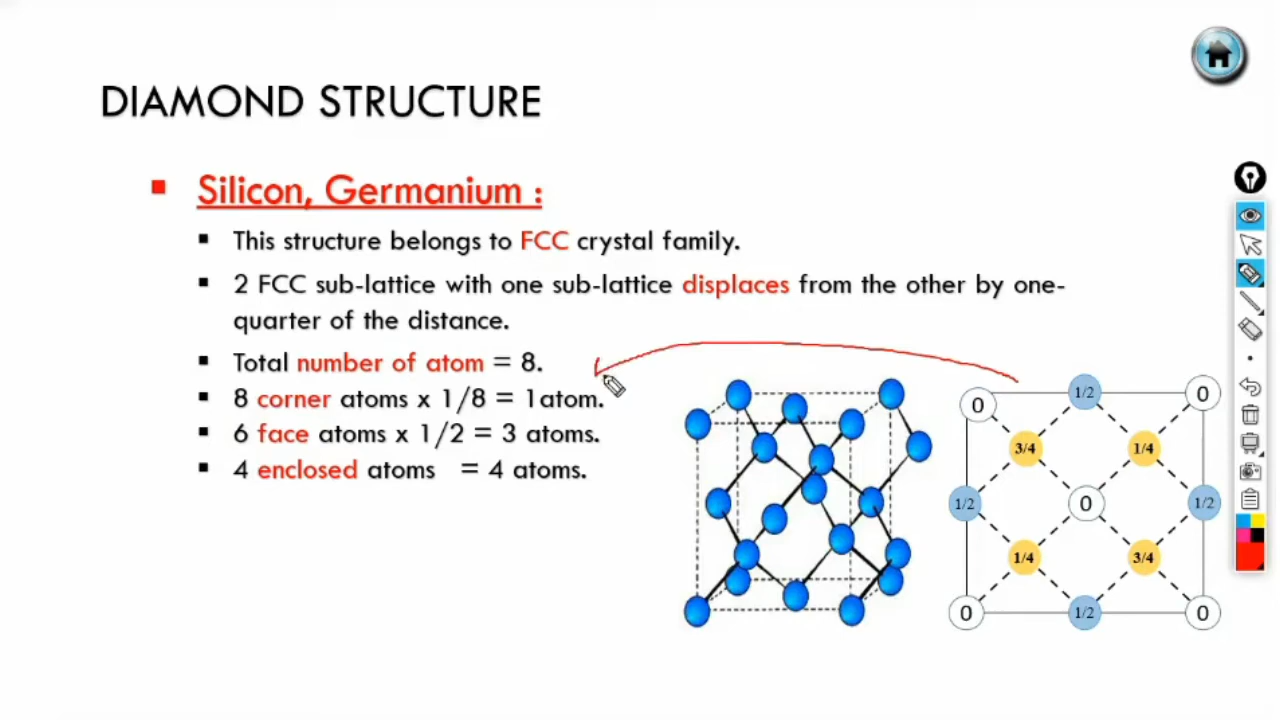 DIAMOND STRUCTURE
Silicon, Germanium :
This structure belongs to FCC crystal family.
2 FCC sub-lattice with one sub-lattice displaces from the other by one-
quarter of the distance.
Total number of atom = 8.
8 corner atoms x 1/8 = 1atom.
6 face atoms x 1/2 = 3 atoms.
4 enclosed atoms = 4 atoms.
0 1/2 0
3/4 1/4
1/2 0 1/2
1/4 3/4
0 1/2 0